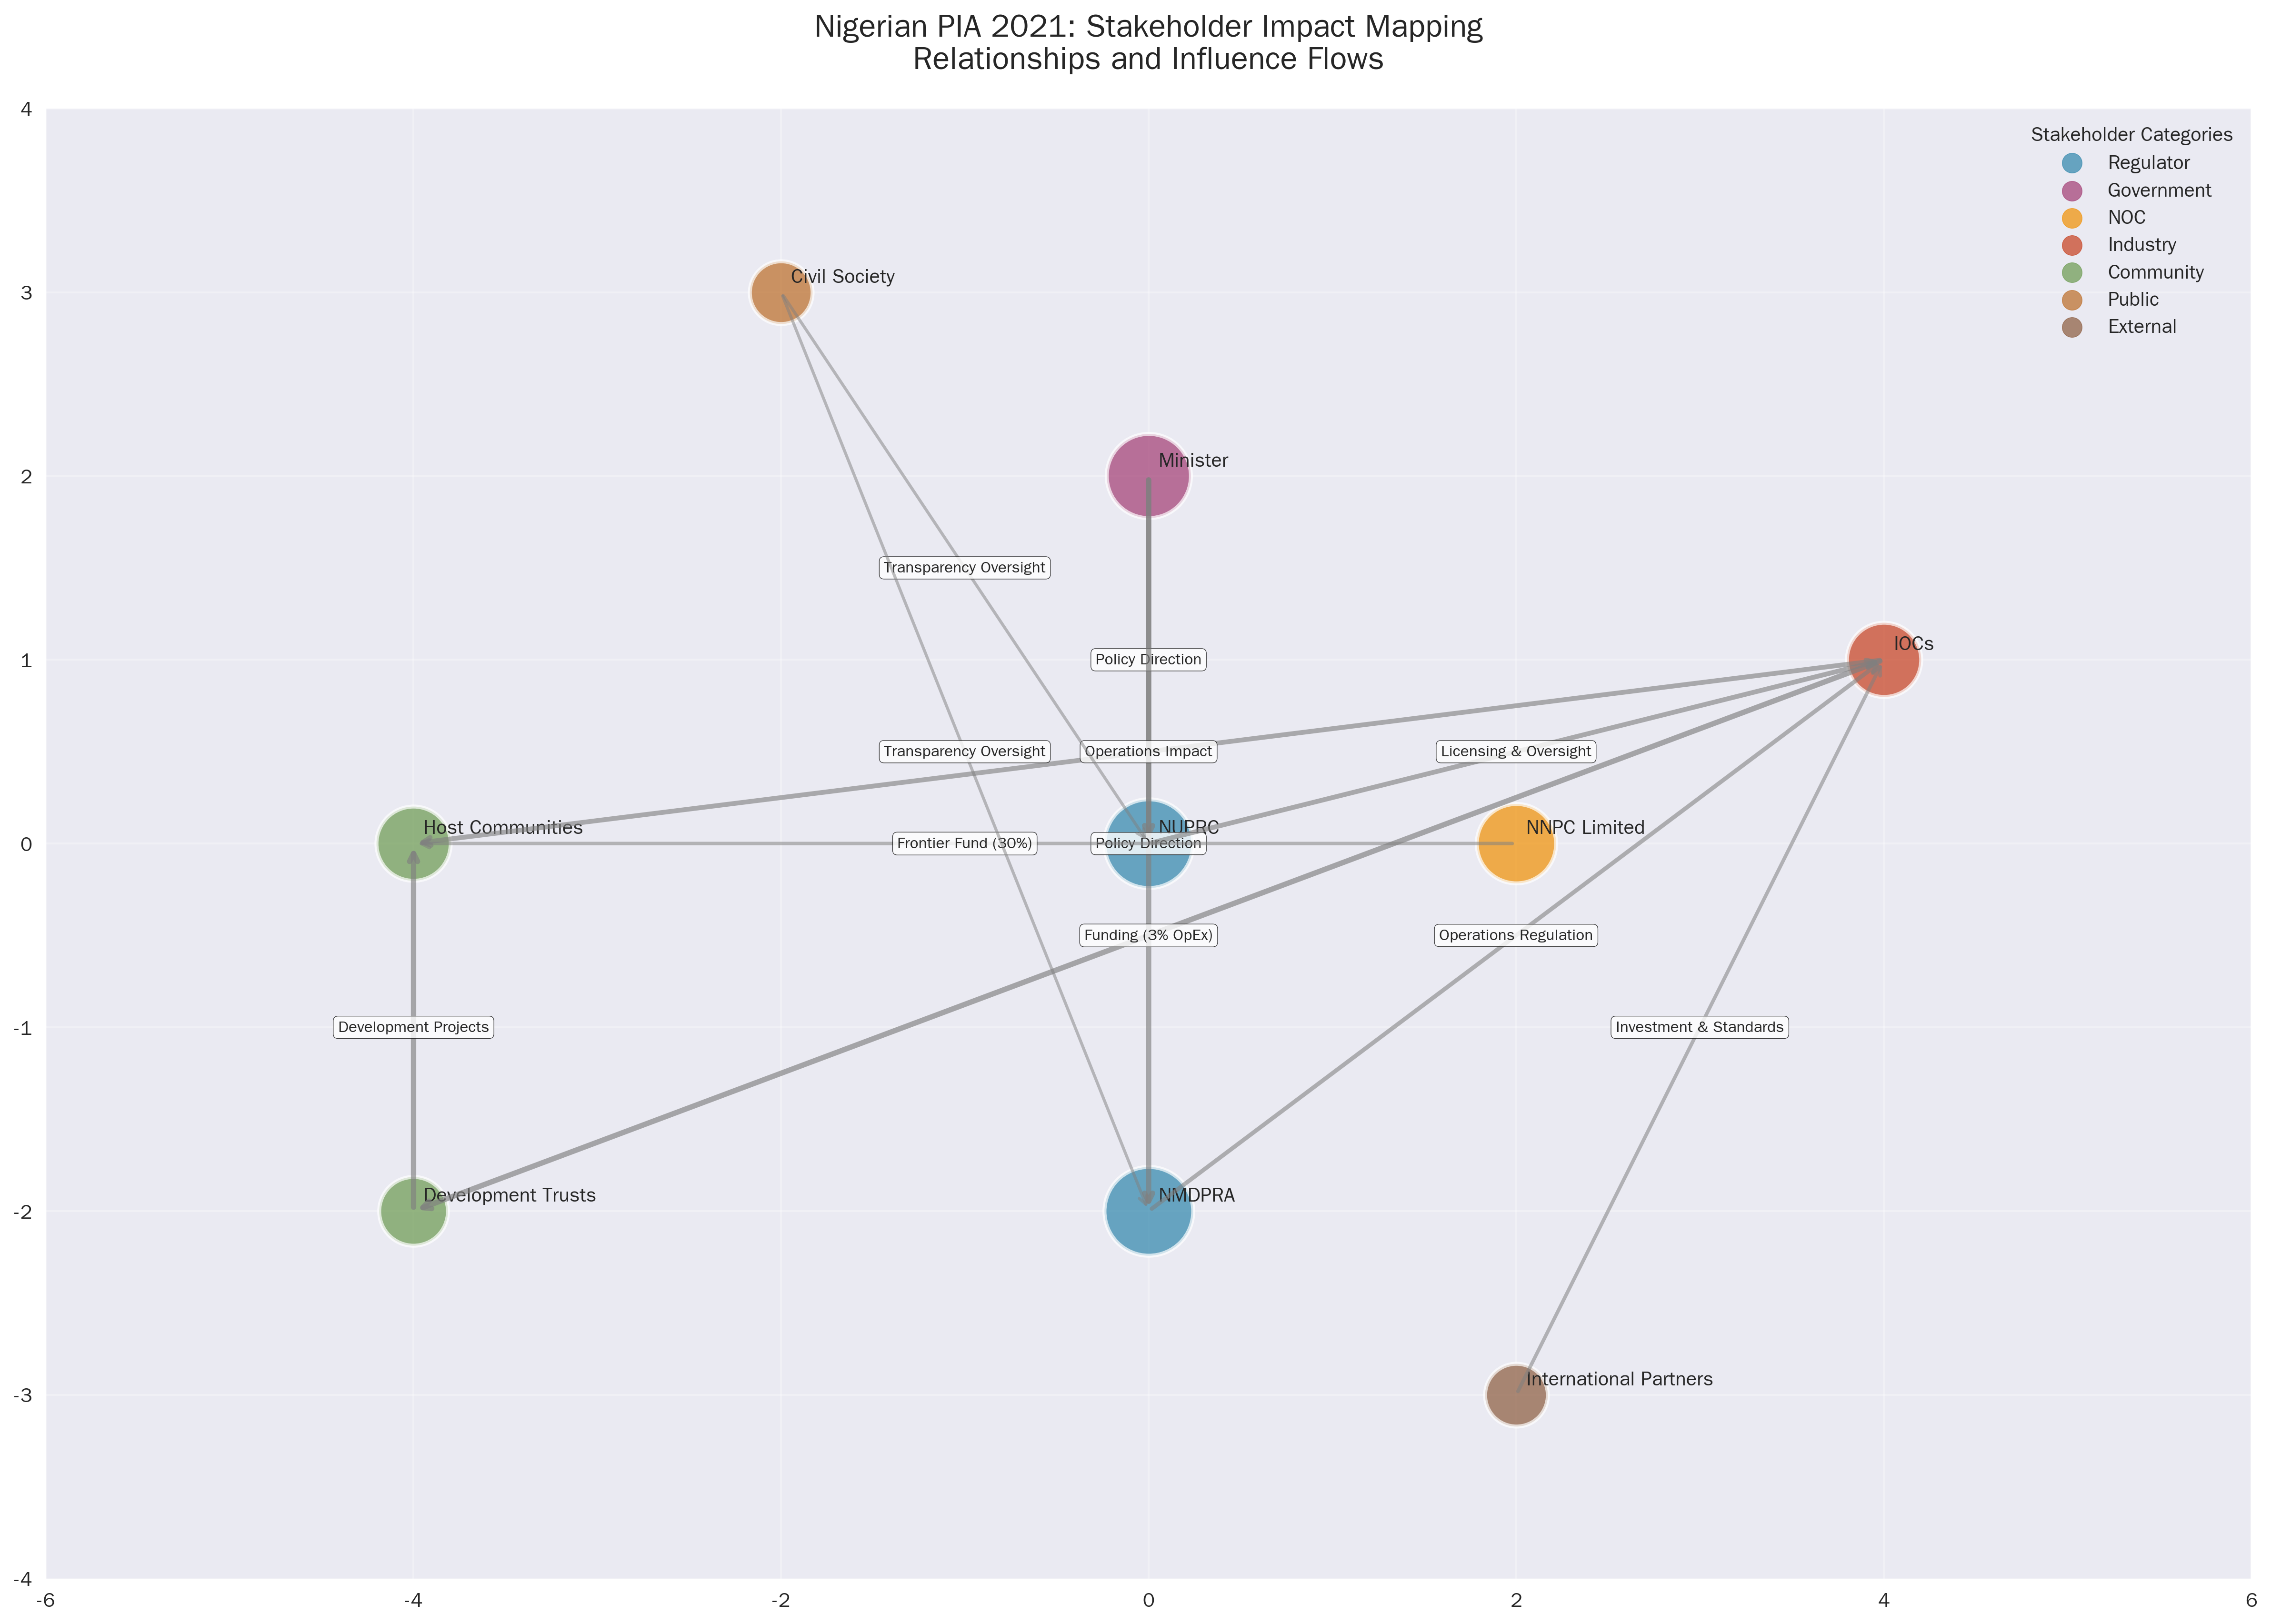 Nigerian PIA 2021: Stakeholder Impact Mapping
Relationships and Influence Flows
4
3
2
1
0
-1
-2
-3
-4
-6
-4
-2
0
2
4
6
Stakeholder Categories
Regulator
Government
NOC
Industry
Community
Public
External
Civil Society
Minister
Transparency Oversight
Policy Direction
IOCs
Transparency Oversight
Operations Impact
Licensing & Oversight
Host Communities
NUPRC
NNPC Limited
Frontier Fund (30%)
Policy Direction
Funding (3% OpEx)
Operations Regulation
Development Projects
Investment & Standards
Development Trusts
NMDPRA
International Partners